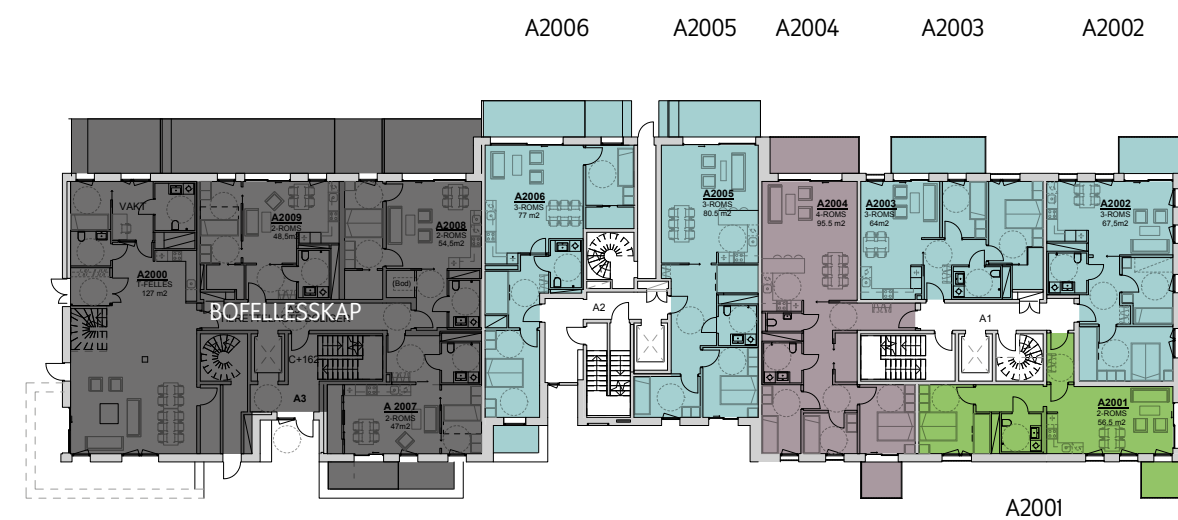 A2006
A2005
A2004
A2003
A2002
VAKT
A2009
2-ROMS
48,5m2
A2008
2-ROMS
54,5m2
A2006
3-ROMS
77 m2
A2005
3-ROMS
80.5 m2
A2004
4-ROMS
95.5 m2
A2003
3-ROMS
64m2
A2002
3-ROMS
67,5m2
A2000
127 m2
(Bod)
BOFELLESSKAP
A2
A1
C+162
A3
A 2007
2-ROMS
47m2
A2001
2-ROMS
56,5 m2
A2001